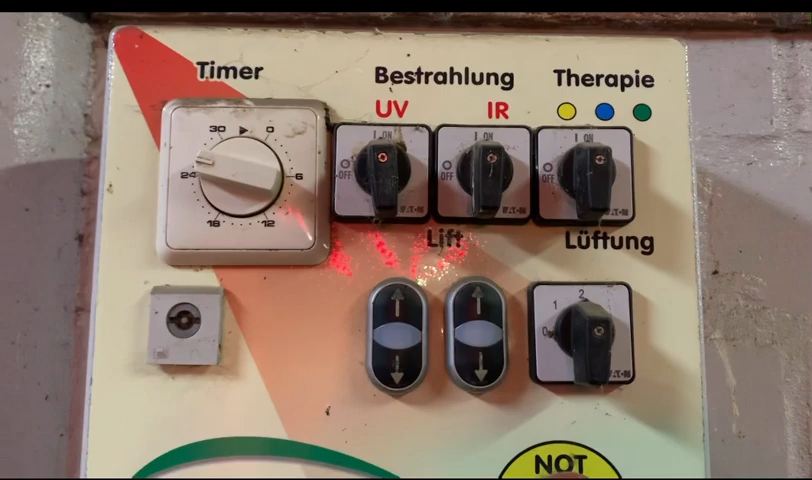 Timer
Bestrahlung
Therapie
UV
IR
30
0
24
6
18
12
I ON
OFF
I ON
OFF
I ON
OFF
Lift
Lüftung
2
1
0
NOT